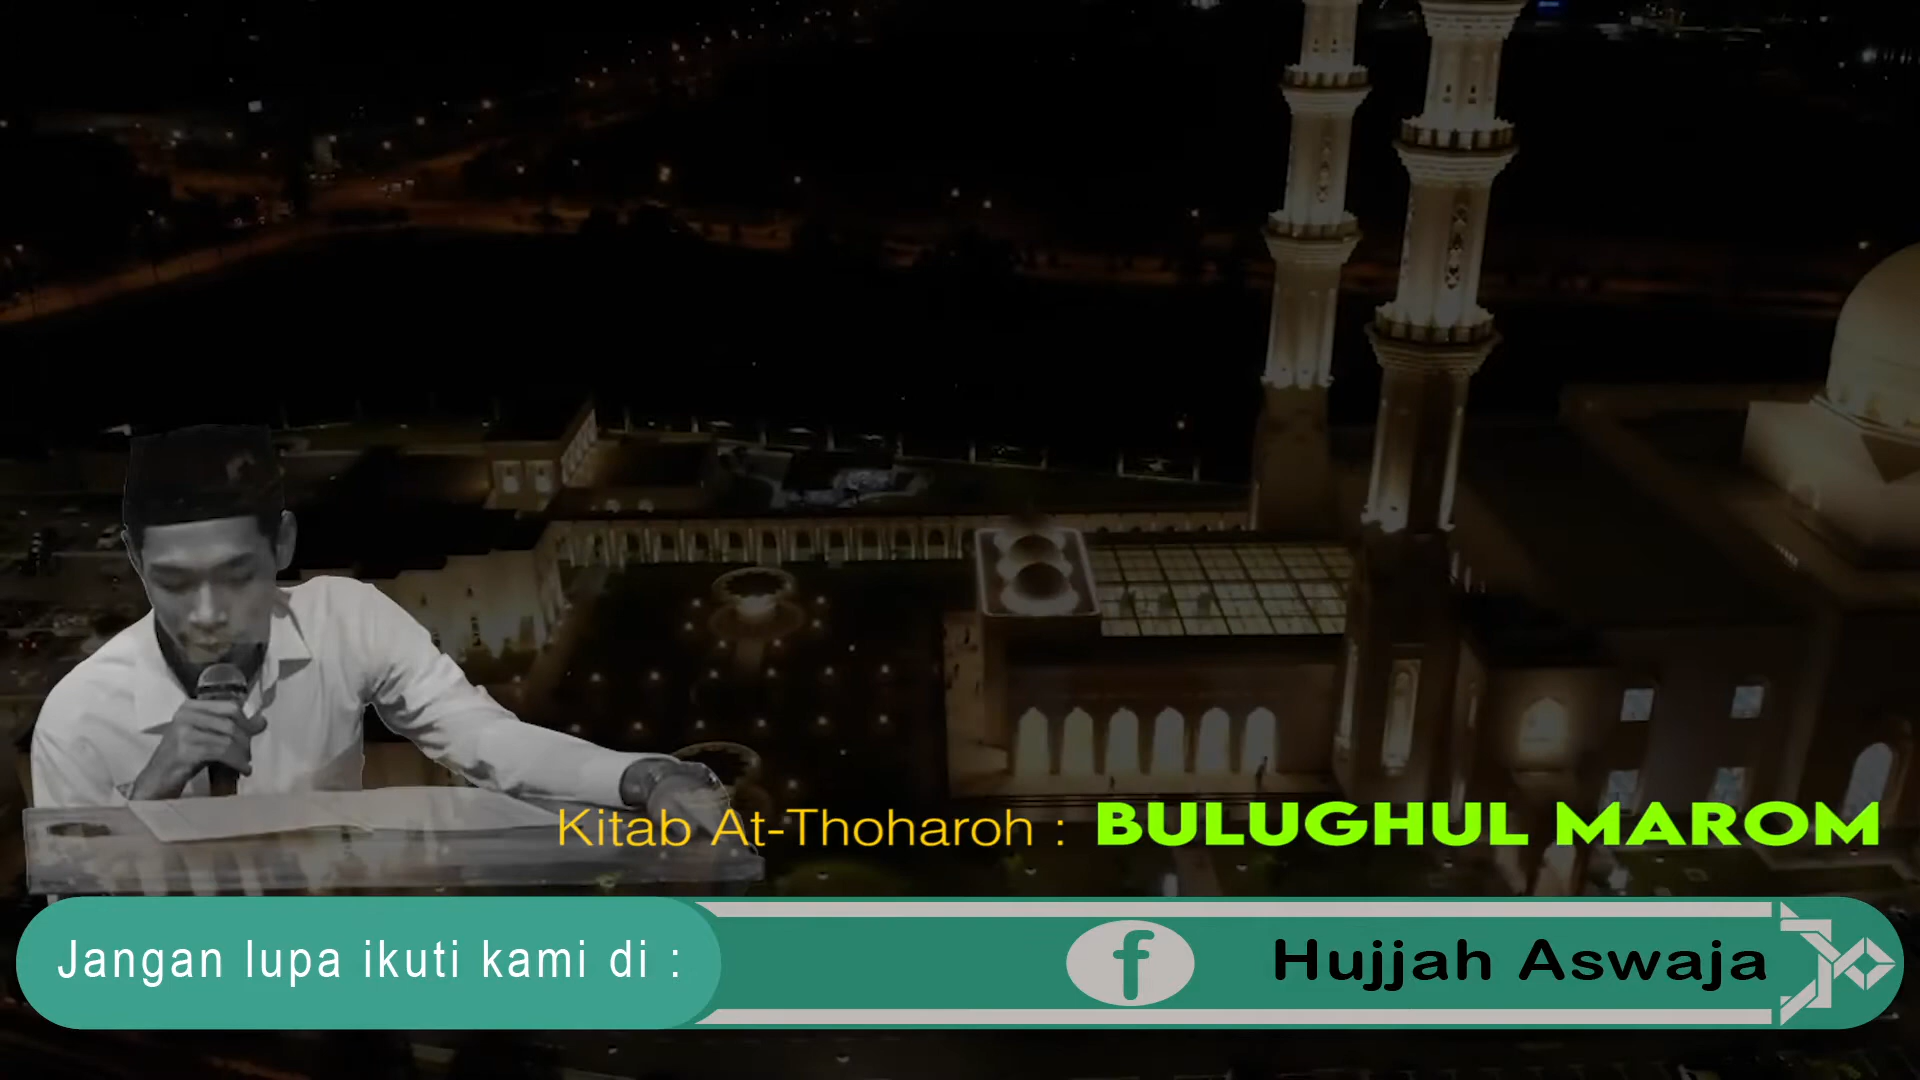 Kitab At-Thoharoh : BULUGHUL MAROM
Jangan lupa ikuti kami di :
f Hujjah Aswaja